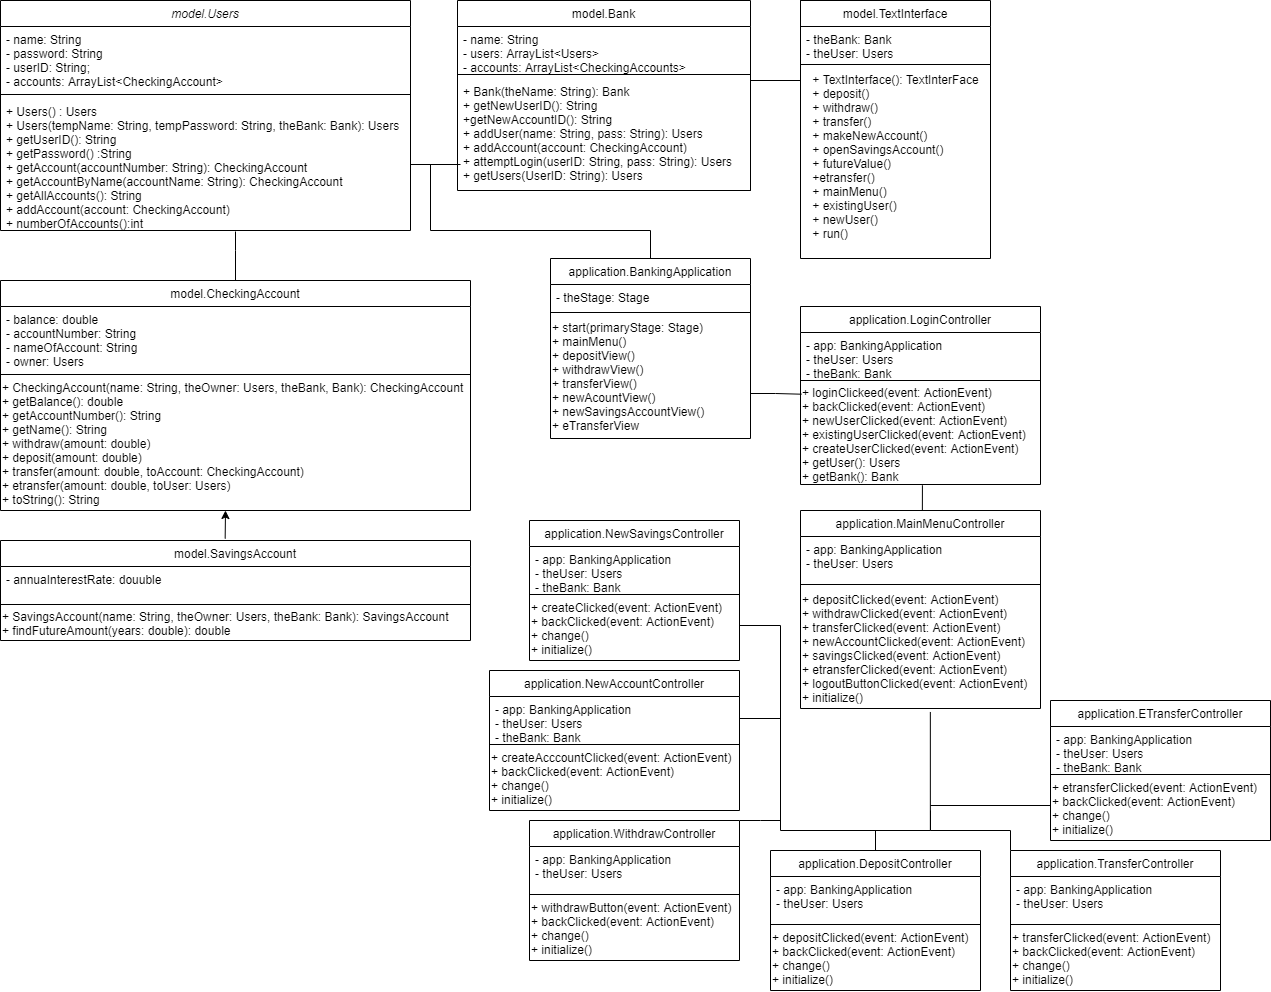 model.Users
- name: String
- password: String
- userID: String;
- accounts: ArrayList<CheckingAccount>
+ Users() : Users
+ Users(tempName: String, tempPassword: String, theBank: Bank): Users
+ getUserID(): String
+ getPassword() :String
+ getAccount(accountNumber: String): CheckingAccount
+ getAccountByName(accountName: String): CheckingAccount
+ getAllAccounts(): String
+ addAccount(account: CheckingAccount)
+ numberOfAccounts():int
model.Bank
- name: String
- users: ArrayList<Users>
- accounts: ArrayList<CheckingAccounts>
+ Bank(theName: String): Bank
+ getNewUserID(): String
+getNewAccountID(): String
+ addUser(name: String, pass: String): Users
+ addAccount(account: CheckingAccount)
+ attemptLogin(userID: String, pass: String): Users
+ getUsers(UserID: String): Users
model.TextInterface
- theBank: Bank
- theUser: Users
+ TextInterface(): TextInterFace
+ deposit()
+ withdraw()
+ transfer()
+ makeNewAccount()
+ openSavingsAccount()
+ futureValue()
+etransfer()
+ mainMenu()
+ existingUser()
+ newUser()
+ run()
model.CheckingAccount
- balance: double
- accountNumber: String
- nameOfAccount: String
- owner: Users
+ CheckingAccount(name: String, theOwner: Users, theBank, Bank): CheckingAccount
+ getBalance(): double
+ getAccountNumber(): String
+ getName(): String
+ withdraw(amount: double)
+ deposit(amount: double)
+ transfer(amount: double, toAccount: CheckingAccount)
+ etransfer(amount: double, toUser: Users)
+ toString(): String
model.SavingsAccount
- annuaInterestRate: douuble
+ SavingsAccount(name: String, theOwner: Users, theBank: Bank): SavingsAccount
+ findFutureAmount(years: double): double
application.BankingApplication
- theStage: Stage
+ start(primaryStage: Stage)
+ mainMenu()
+ depositView()
+ withdrawView()
+ transferView()
+ newAcountView()
+ newSavingsAccountView()
+ eTransferView
application.LoginController
- app: BankingApplication
- theUser: Users
- theBank: Bank
+ loginClickeed(event: ActionEvent)
+ backClicked(event: ActionEvent)
+ newUserClicked(event: ActionEvent)
+ existingUserClicked(event: ActionEvent)
+ createUserClicked(event: ActionEvent)
+ getUser(): Users
+ getBank(): Bank
application.MainMenuController
- app: BankingApplication
- theUser: Users
+ depositClicked(event: ActionEvent)
+ withdrawClicked(event: ActionEvent)
+ transferClicked(event: ActionEvent)
+ newAccountClicked(event: ActionEvent)
+ savingsClicked(event: ActionEvent)
+ etransferClicked(event: ActionEvent)
+ logoutButtonClicked(event: ActionEvent)
+ initialize()
application.NewSavingsController
- app: BankingApplication
- theUser: Users
- theBank: Bank
+ createClicked(event: ActionEvent)
+ backClicked(event: ActionEvent)
+ change()
+ initialize()
application.NewAccountController
- app: BankingApplication
- theUser: Users
- theBank: Bank
+ createAcccountClicked(event: ActionEvent)
+ backClicked(event: ActionEvent)
+ change()
+ initialize()
application.WithdrawController
- app: BankingApplication
- theUser: Users
+ withdrawButton(event: ActionEvent)
+ backClicked(event: ActionEvent)
+ change()
+ initialize()
application.ETransferController
- app: BankingApplication
- theUser: Users
- theBank: Bank
+ etransferClicked(event: ActionEvent)
+ backClicked(event: ActionEvent)
+ change()
+ initialize()
application.DepositController
- app: BankingApplication
- theUser: Users
+ depositClicked(event: ActionEvent)
+ backClicked(event: ActionEvent)
+ change()
+ initialize()
application.TransferController
- app: BankingApplication
- theUser: Users
+ transferClicked(event: ActionEvent)
+ backClicked(event: ActionEvent)
+ change()
+ initialize()